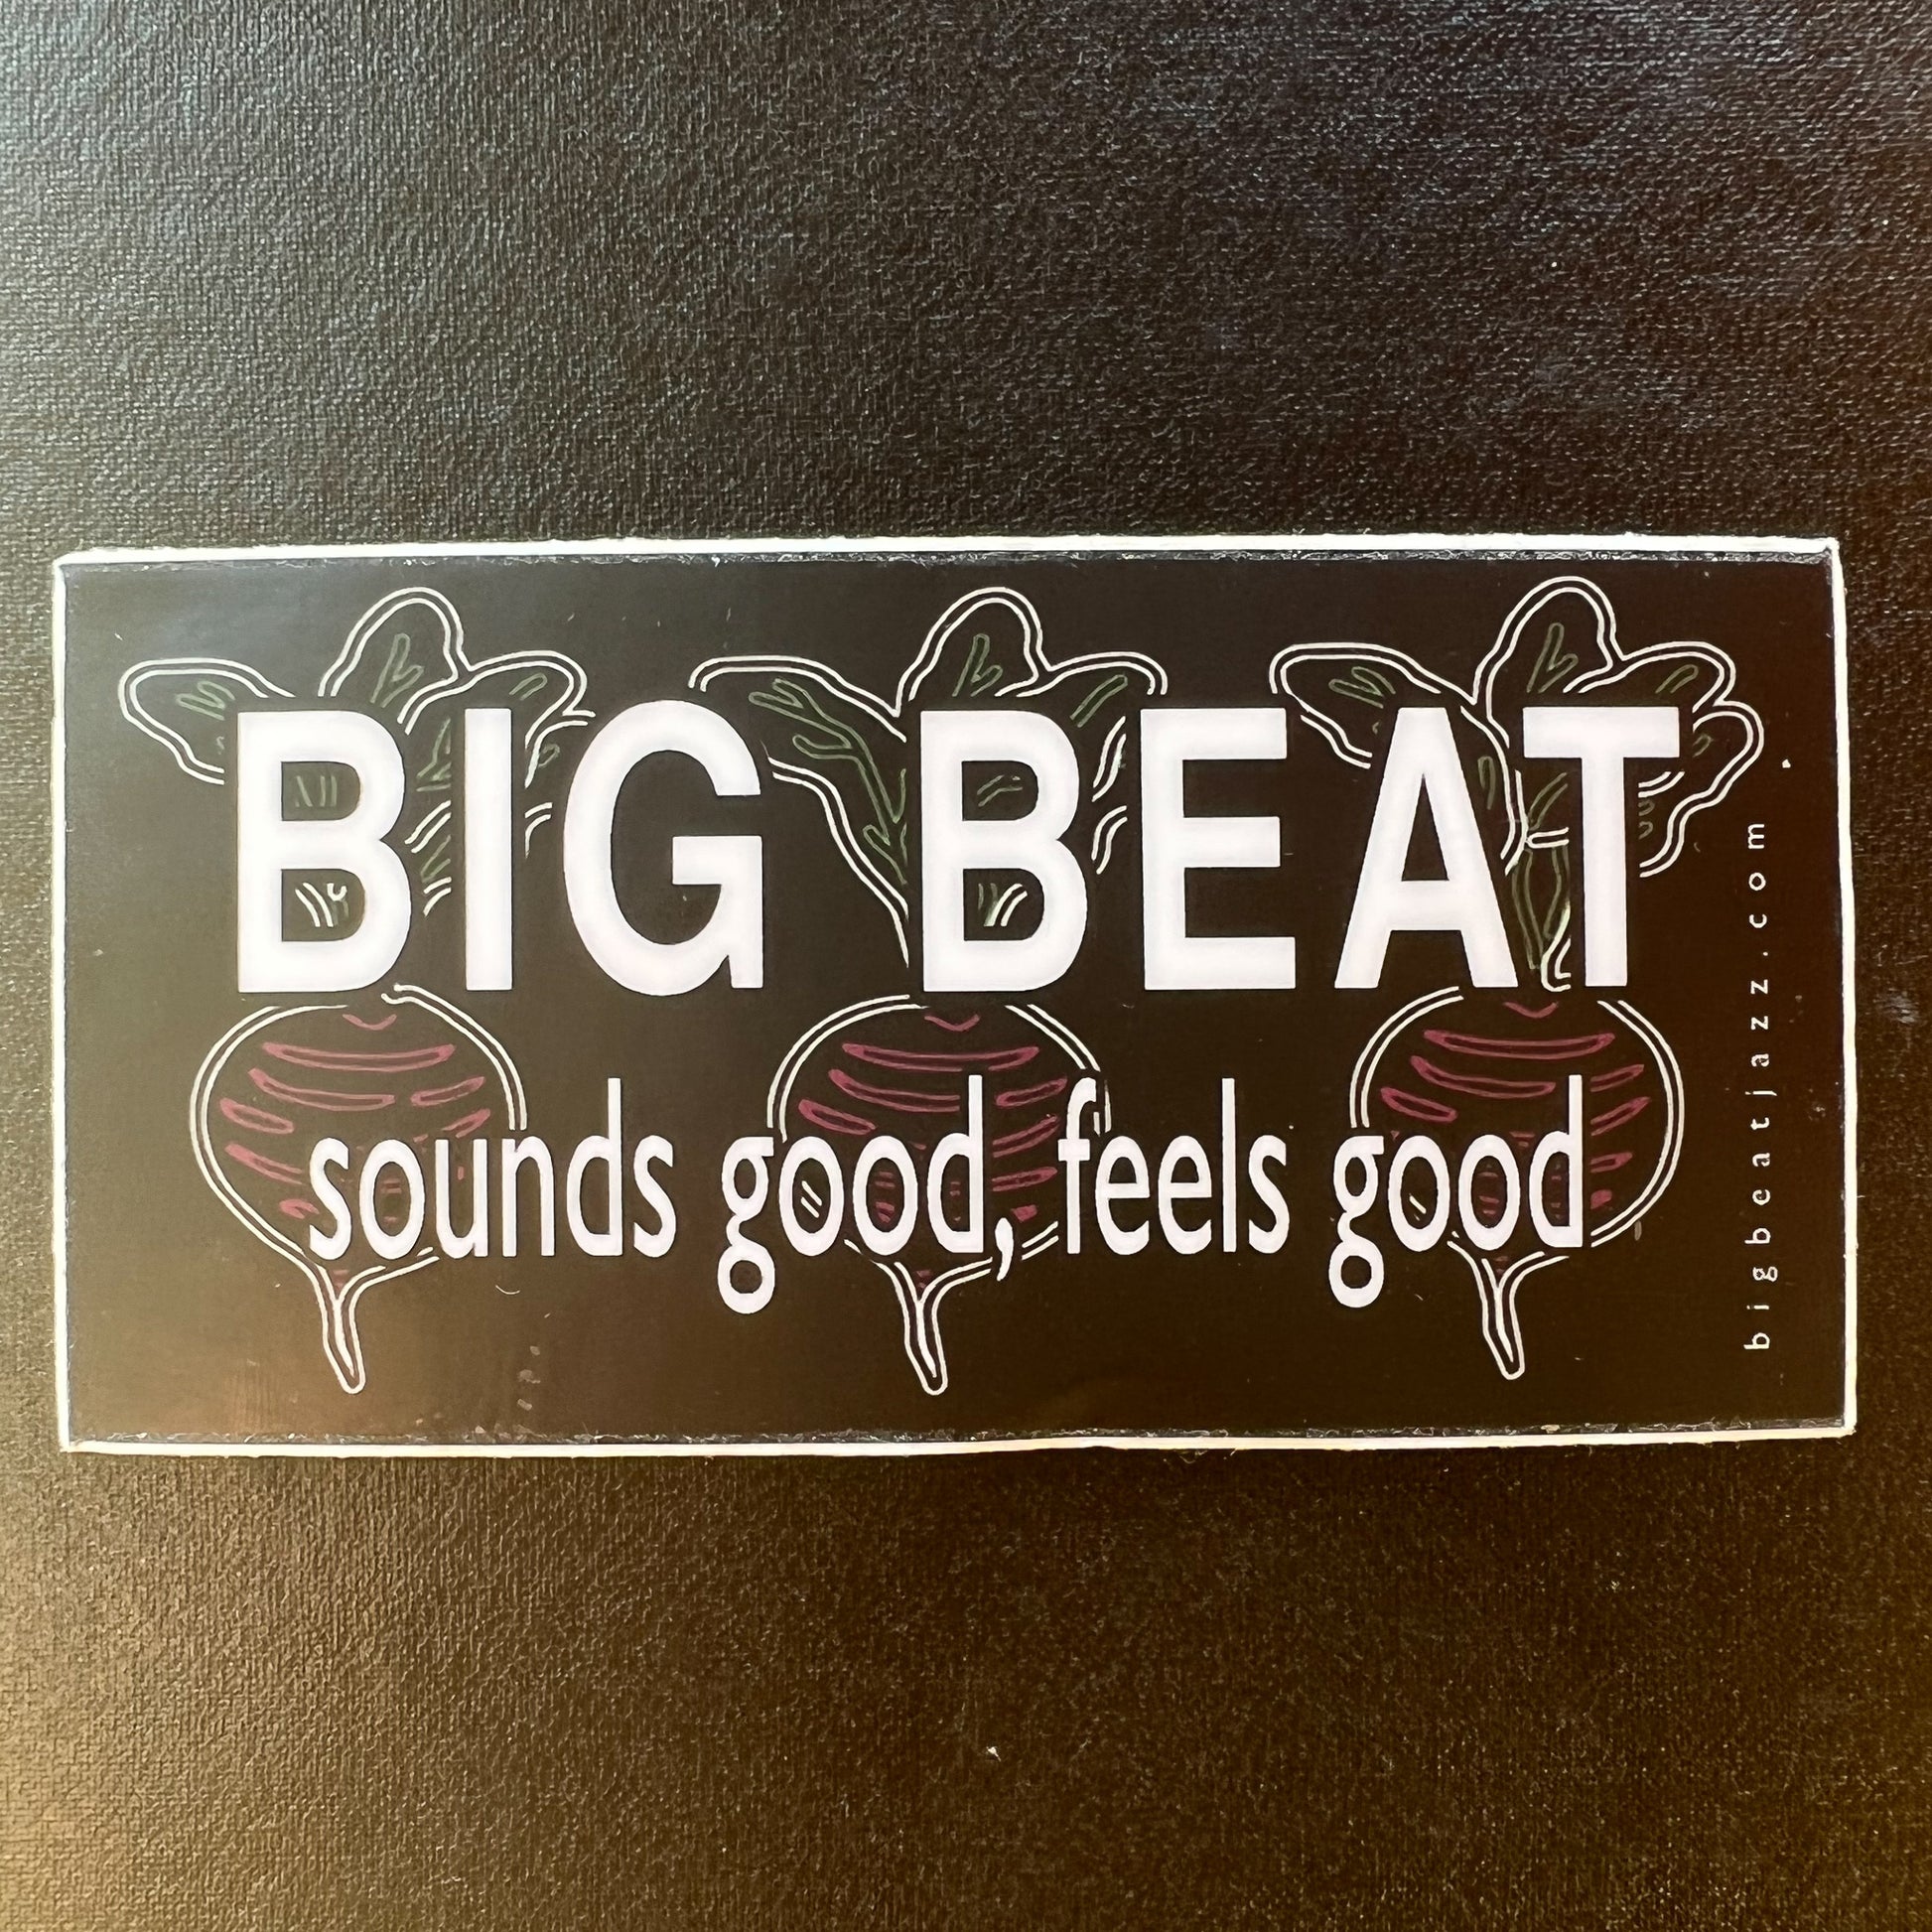 BIG BEAT
sounds good, feels good
bigbeatjazz.com